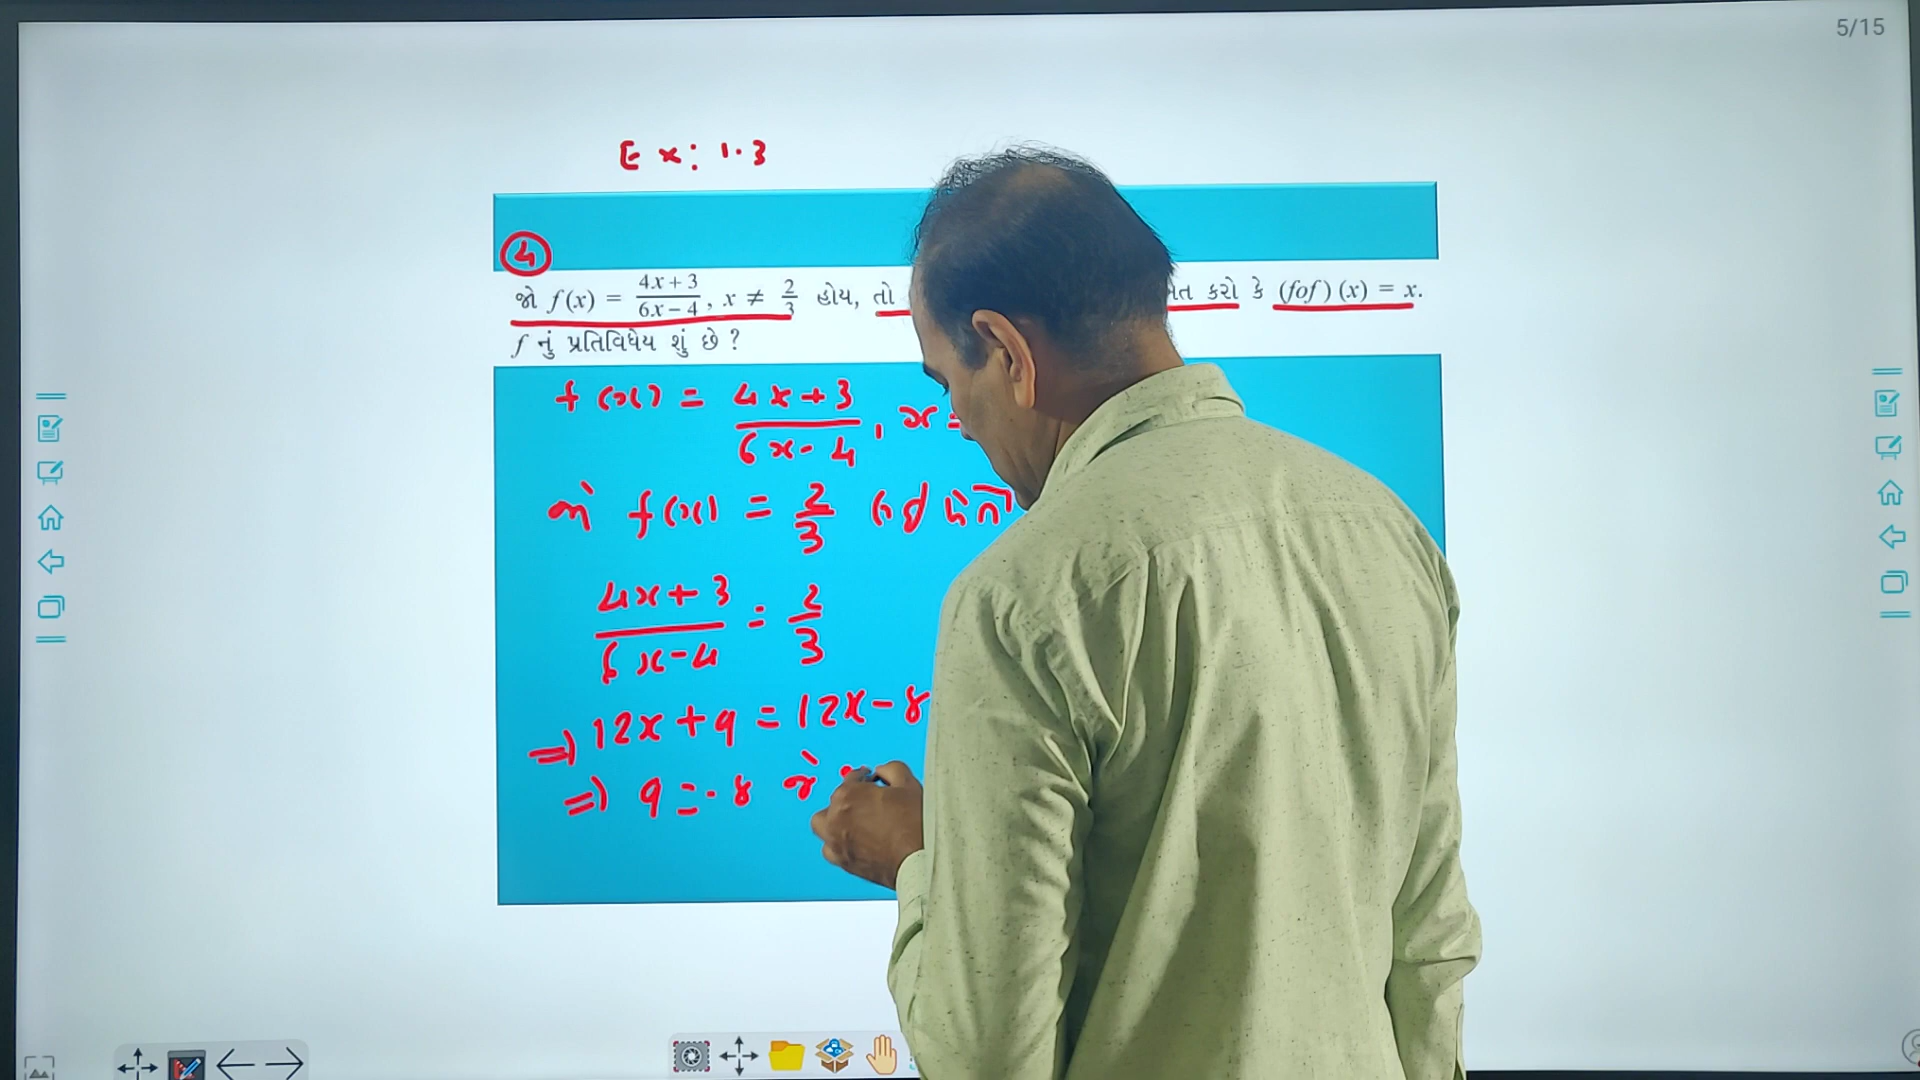 5/15
Ex: 1.3
4
જો f(x) = (4x + 3)/(6x – 4), x ≠ 2/3 હોય, તો કરો કે (fof) (x) = x.
f નું પ્રતિવિધેય શું છે ?
f(x) = (4x+3)/(6x-4), x
f(x) = 2/3
(4x+3)/(6x-4) = 2/3
=) 12x+9 = 12x-8
=) 9 = -8 જે